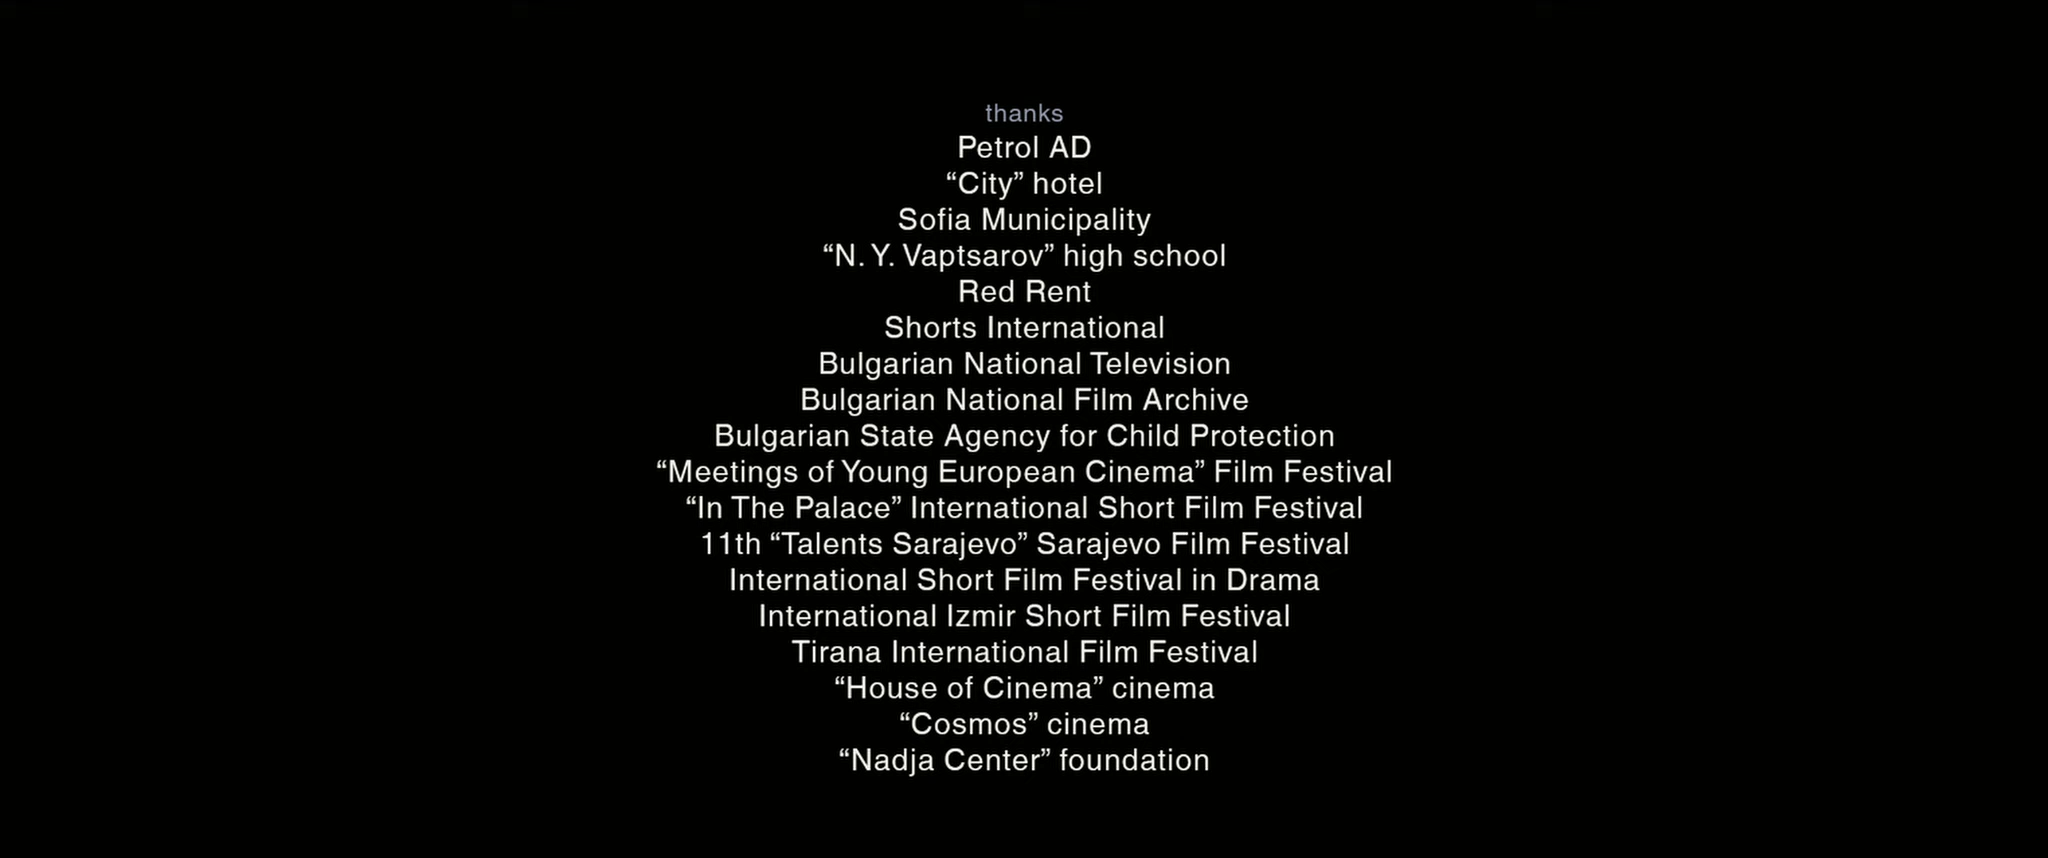 thanks
Petrol AD
“City” hotel
Sofia Municipality
“N. Y. Vaptsarov” high school
Red Rent
Shorts International
Bulgarian National Television
Bulgarian National Film Archive
Bulgarian State Agency for Child Protection
“Meetings of Young European Cinema” Film Festival
“In The Palace” International Short Film Festival
11th “Talents Sarajevo” Sarajevo Film Festival
International Short Film Festival in Drama
International Izmir Short Film Festival
Tirana International Film Festival
“House of Cinema” cinema
“Cosmos” cinema
“Nadja Center” foundation